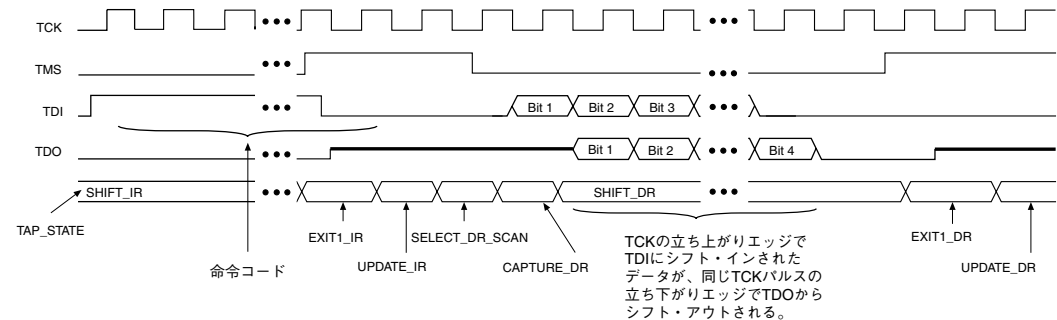 TCK
TMS
TDI
Bit 1 Bit 2 Bit 3
TDO
Bit 1 Bit 2 Bit 4
SHIFT_IR
SHIFT_DR
TAP_STATE
命令コード
EXIT1_IR
UPDATE_IR
SELECT_DR_SCAN
CAPTURE_DR
TCKの立ち上がりエッジで
TDIにシフト・インされた
データが、同じTCKパルスの
立ち下がりエッジでTDOから
シフト・アウトされる。
EXIT1_DR
UPDATE_DR